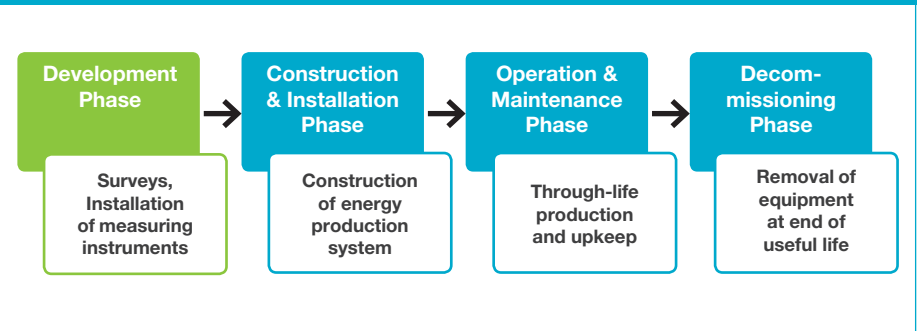 Development
Phase
Surveys,
Installation
of measuring
instruments
Construction
& Installation
Phase
Construction
of energy
production
system
Operation &
Maintenance
Phase
Through-life
production
and upkeep
Decom-
missioning
Phase
Removal of
equipment
at end of
useful life